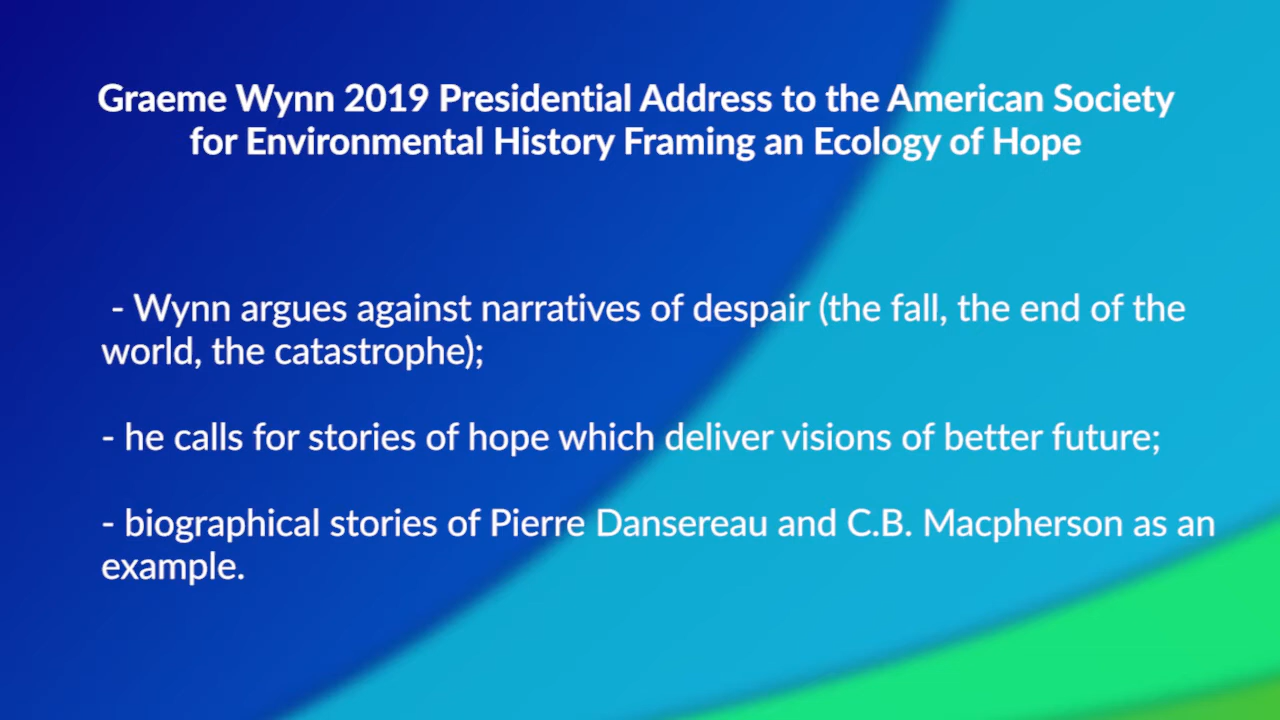 Graeme Wynn 2019 Presidential Address to the American Society
for Environmental History Framing an Ecology of Hope
- Wynn argues against narratives of despair (the fall, the end of the
world, the catastrophe);
- he calls for stories of hope which deliver visions of better future;
- biographical stories of Pierre Dansereau and C.B. Macpherson as an
example.